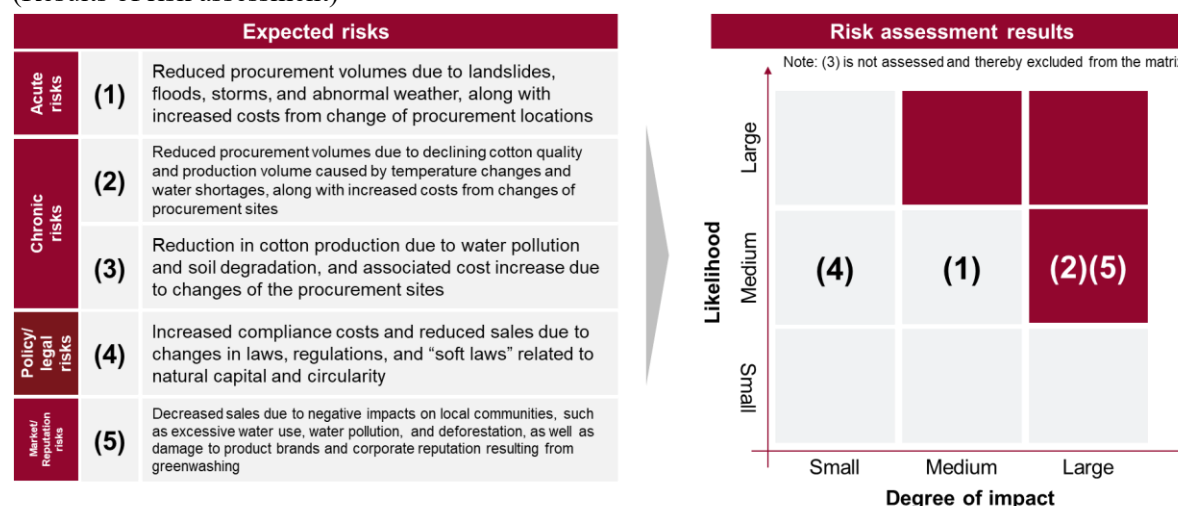 (Results of risk assessment)
Expected risks
Acute
risks
(1)
Reduced procurement volumes due to landslides,
floods, storms, and abnormal weather, along with
increased costs from change of procurement locations
Chronic
risks
(2)
Reduced procurement volumes due to declining cotton quality
and production volume caused by temperature changes and
water shortages, along with increased costs from changes of
procurement sites
(3)
Reduction in cotton production due to water pollution
and soil degradation, and associated cost increase due
to changes of the procurement sites
Policy/
legal
risks
(4)
Increased compliance costs and reduced sales due to
changes in laws, regulations, and “soft laws” related to
natural capital and circularity
Market/
Reputation
risks
(5)
Decreased sales due to negative impacts on local communities, such
as excessive water use, water pollution, and deforestation, as well as
damage to product brands and corporate reputation resulting from
greenwashing
Risk assessment results
Note: (3) is not assessed and thereby excluded from the matrix
Likelihood
Large
Medium
(4)
(1)
(2)(5)
Small
Small
Medium
Large
Degree of impact